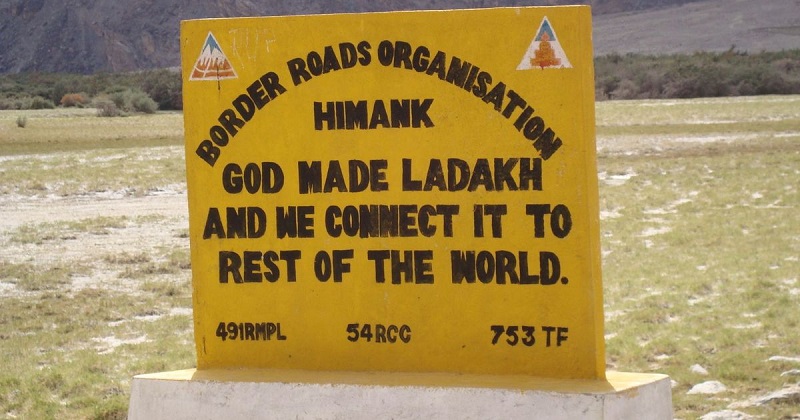 BORDER ROADS ORGANISATION
HIMANK
GOD MADE LADAKH
AND WE CONNECT IT TO
REST OF THE WORLD.
491RMPL 54RCC 753 TF